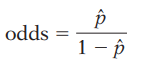 odds = p̂ / (1 − p̂)